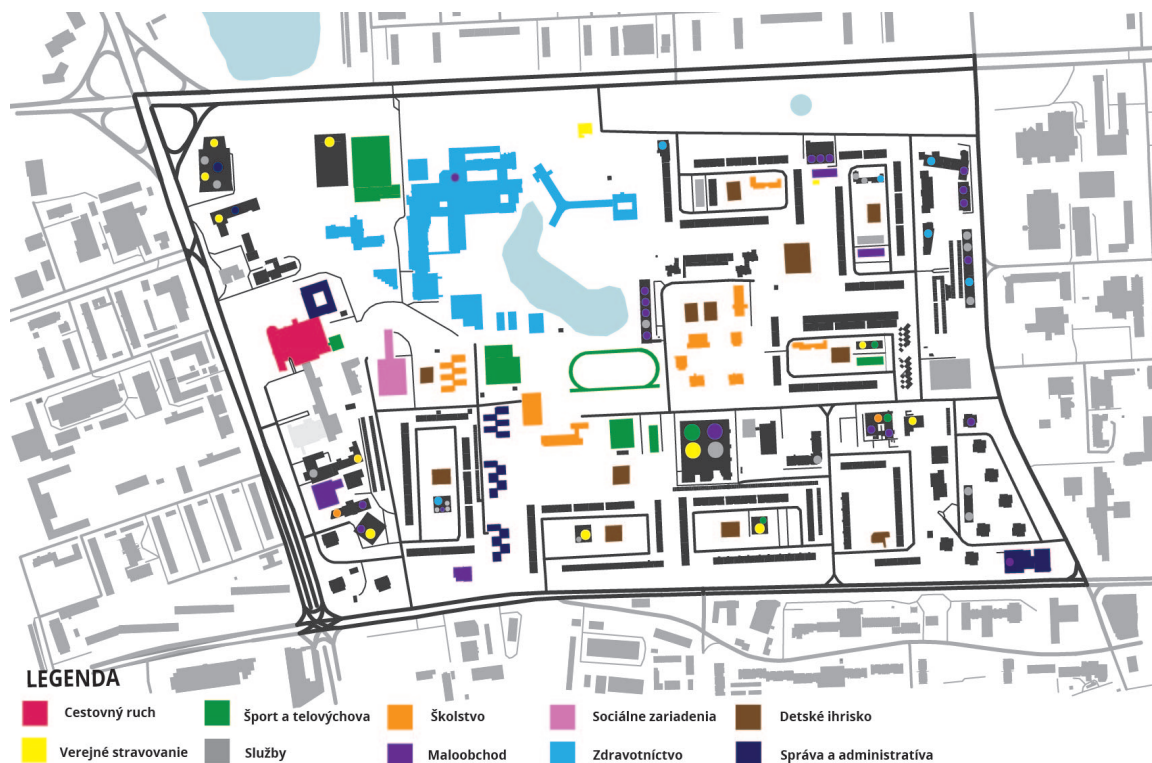 LEGENDA
Cestovný ruch
Šport a telovýchova
Školstvo
Sociálne zariadenia
Detské ihrisko
Verejné stravovanie
Služby
Maloobchod
Zdravotníctvo
Správa a administratíva